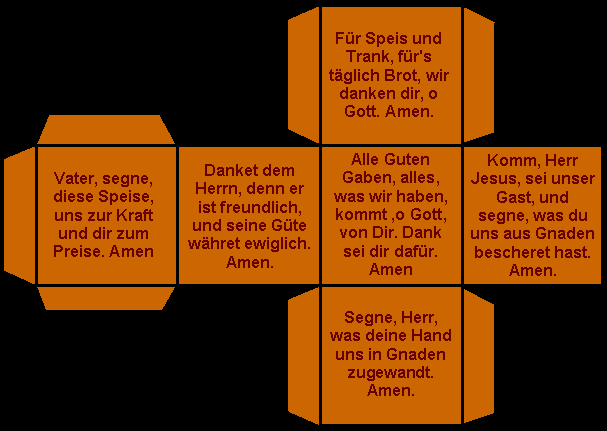 Für Speis und
Trank, für's
täglich Brot, wir
danken dir, o
Gott. Amen.
Vater, segne,
diese Speise,
uns zur Kraft
und dir zum
Preise. Amen
Danket dem
Herrn, denn er
ist freundlich,
und seine Güte
währet ewiglich.
Amen.
Alle Guten
Gaben, alles,
was wir haben,
kommt ,o Gott,
von Dir. Dank
sei dir dafür.
Amen
Komm, Herr
Jesus, sei unser
Gast, und
segne, was du
uns aus Gnaden
bescheret hast.
Amen.
Segne, Herr,
was deine Hand
uns in Gnaden
zugewandt.
Amen.